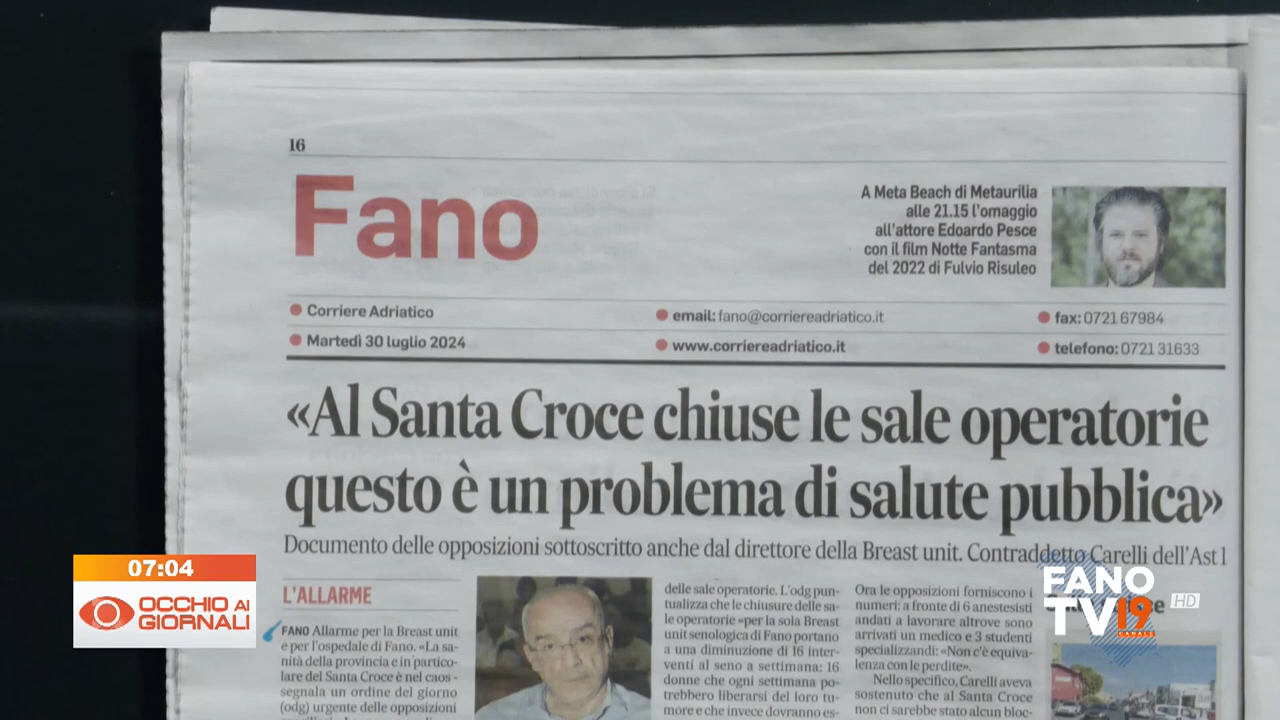 16
Fano
A Meta Beach di Metaurilia
alle 21.15 l'omaggio
all'attore Edoardo Pesce
con il film Notte Fantasma
del 2022 di Fulvio Risuleo
Corriere Adriatico
email: fano@corriereadriatico.it
fax: 0721 67984
Martedì 30 luglio 2024
www.corriereadriatico.it
telefono: 0721 31633
«Al Santa Croce chiuse le sale operatorie
questo è un problema di salute pubblica»
Documento delle opposizioni sottoscritto anche dal direttore della Breast unit. Contraddetto Carelli dell'Ast 1
L'ALLARME
FANO Allarme per la Breast unit
e per l'ospedale di Fano. «La sa-
nità della provincia e in partico-
lare del Santa Croce è nel caos -
segnala un ordine del giorno
(odg) urgente delle opposizioni
delle sale operatorie. L'odg pun-
tualizza che le chiusure delle sa-
le operatorie «per la sola Breast
unit senologica di Fano portano
a una diminuzione di 16 inter-
venti al seno a settimana: 16
donne che ogni settimana po-
trebbero liberarsi del loro tu-
more e che invece dovranno es-
Ora le opposizioni forniscono i
numeri: a fronte di 6 anestesisti
andati a lavorare altrove sono
arrivati un medico e 3 studenti
specializzandi: «Non c'è equiva-
lenza con le perdite».
Nello specifico, Carelli aveva
sostenuto che al Santa Croce
non ci sarebbe stato alcun bloc-
07:04
OCCHIO AI
GIORNALI
FANO
TV19
CANALE
HD